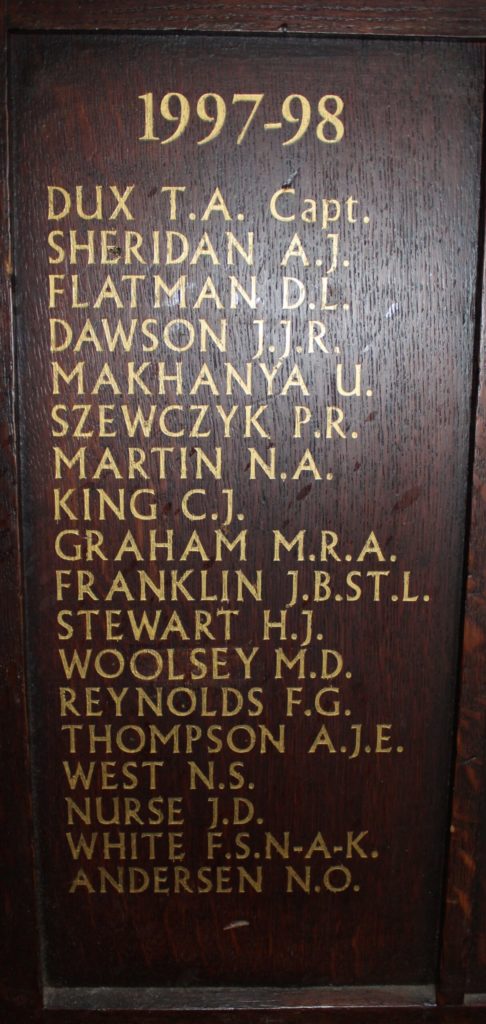 1997-98
DUX T.A. Capt.
SHERIDAN A.J.
FLATMAN D.L.
DAWSON J.J.R.
MAKHANYA U.
SZEWCZYK P.R.
MARTIN N.A.
KING C.J.
GRAHAM M.R.A.
FRANKLIN J.B.ST.L.
STEWART H.J.
WOOLSEY M.D.
REYNOLDS F.G.
THOMPSON A.J.E.
WEST N.S.
NURSE J.D.
WHITE F.S.N-A-K.
ANDERSEN N.O.